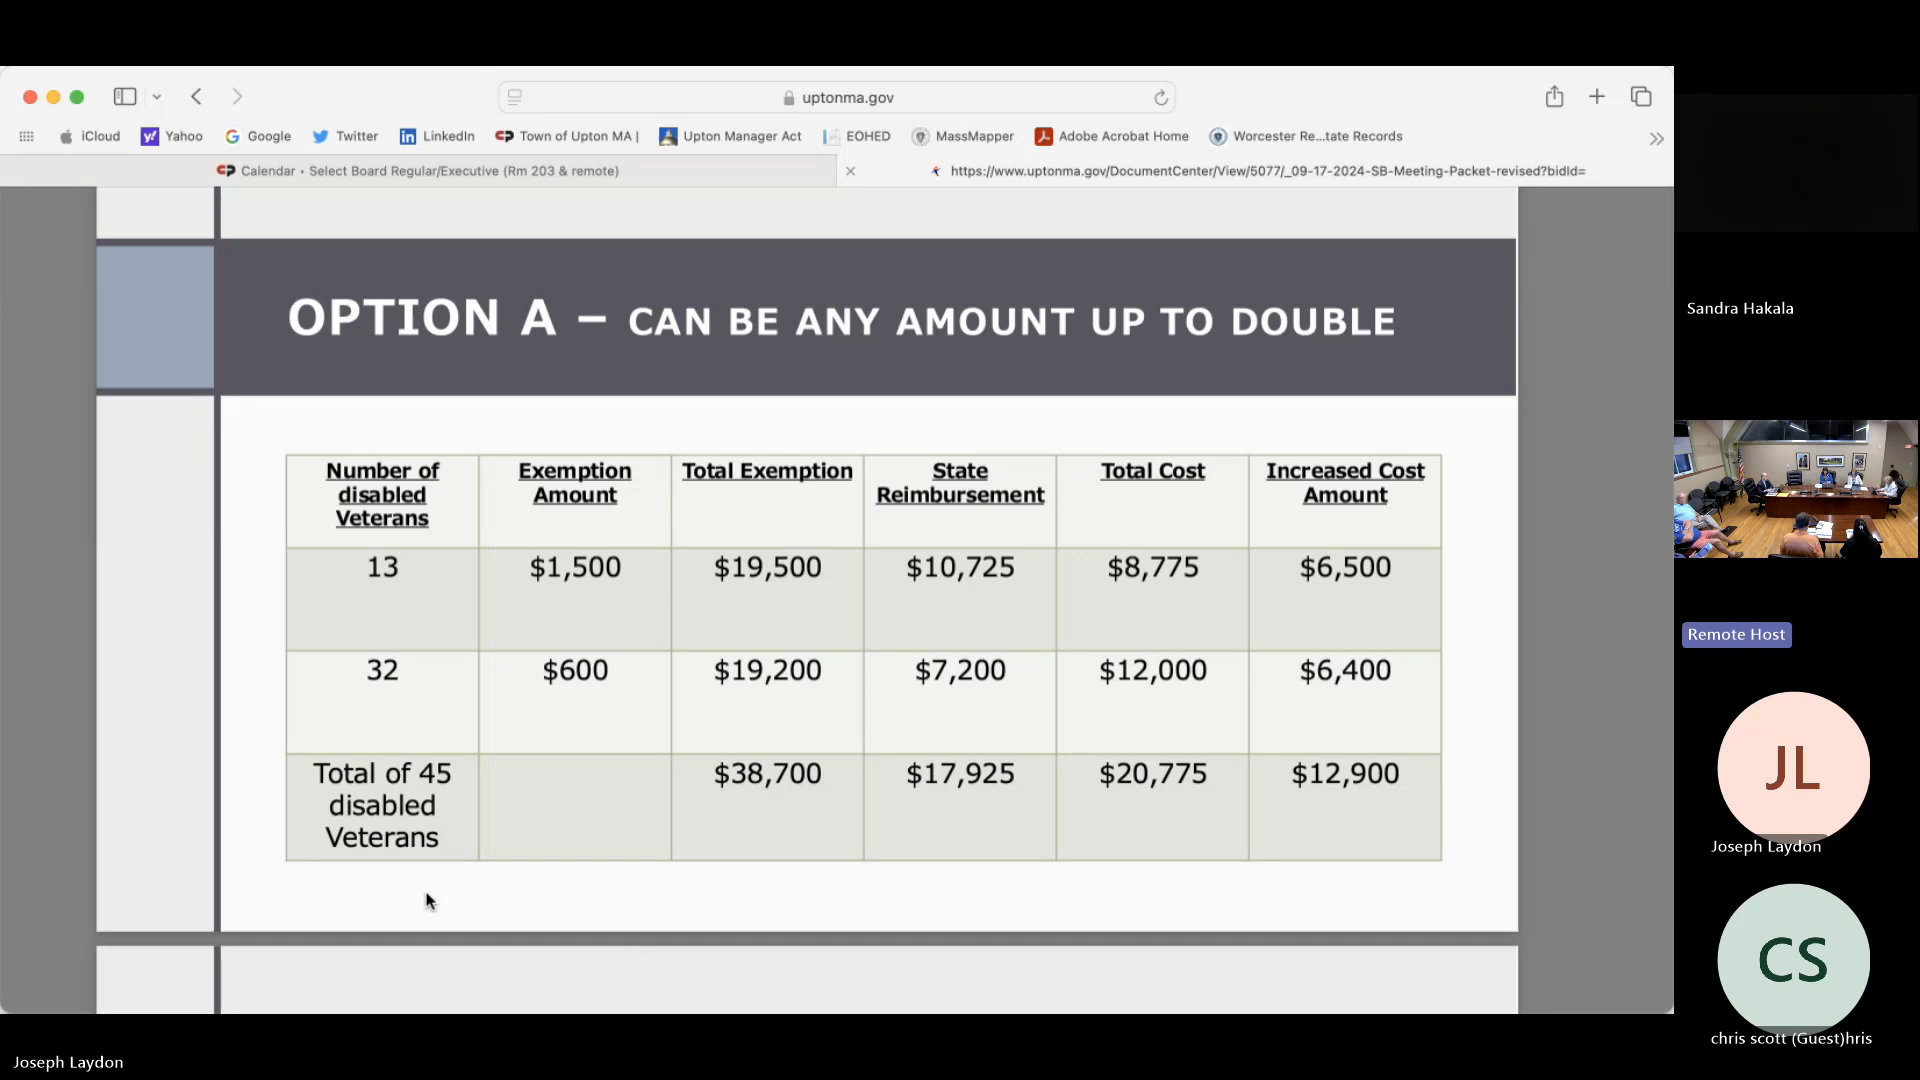 uptonma.gov
iCloud
Yahoo
Google
Twitter
LinkedIn
Town of Upton MA |
Upton Manager Act
EOHED
MassMapper
Adobe Acrobat Home
Worcester Re...tate Records
Calendar • Select Board Regular/Executive (Rm 203 & remote)
https://www.uptonma.gov/DocumentCenter/View/5077/_09-17-2024-SB-Meeting-Packet-revised?bidId=
OPTION A – CAN BE ANY AMOUNT UP TO DOUBLE
Number of disabled Veterans
Exemption Amount
Total Exemption
State Reimbursement
Total Cost
Increased Cost Amount
13 $1,500 $19,500 $10,725 $8,775 $6,500
32 $600 $19,200 $7,200 $12,000 $6,400
Total of 45 disabled Veterans $38,700 $17,925 $20,775 $12,900
Sandra Hakala
Remote Host
JL
Joseph Laydon
CS
chris scott (Guest)hris
Joseph Laydon